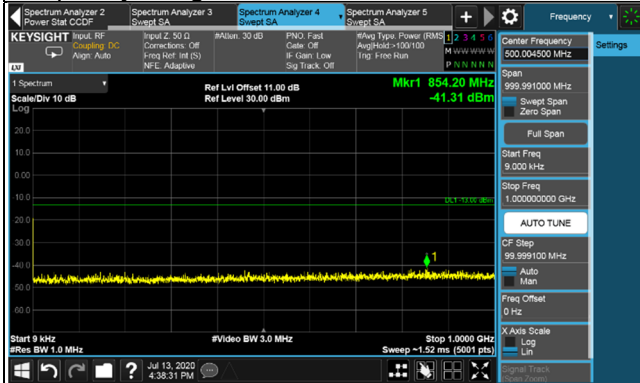 Spectrum Analyzer 2
Power Stat CCDF
Spectrum Analyzer 3
Swept SA
Spectrum Analyzer 4
Swept SA
Spectrum Analyzer 5
Swept SA
+
Frequency
KEYSIGHT
Input: RF
Coupling: DC
Align: Auto
Input Z: 50 Ω
Corrections: Off
Freq Ref: Int (S)
NFE: Adaptive
#Atten: 30 dB
PNO: Fast
Gate: Off
IF Gain: Low
Sig Track: Off
#Avg Type: Power (RMS
Avg|Hold:>100/100
Trig: Free Run
1 2 3 4 5 6
M W W W W W
P N N N N N
LXI
Center Frequency
500.004500 MHz
Settings
1 Spectrum
Scale/Div 10 dB
Ref Lvl Offset 11.00 dB
Ref Level 30.00 dBm
Mkr1 854.20 MHz
-41.31 dBm
Span
999.991000 MHz
Swept Span
Zero Span
Full Span
Log
20.0
10.0
0.00
10.0
20.0
30.0
-40.0
50.0
60.0
DL1 -13.00 dBm
1
Start Freq
9.000 kHz
Stop Freq
1.000000000 GHz
AUTO TUNE
CF Step
99.999100 MHz
Auto
Man
Freq Offset
0 Hz
X Axis Scale
Log
Lin
Signal Track
(Span Zoom)
Start 9 kHz
#Res BW 1.0 MHz
#Video BW 3.0 MHz
Stop 1.0000 GHz
Sweep ~1.52 ms (5001 pts)
?
Jul 13, 2020
4:38:31 PM